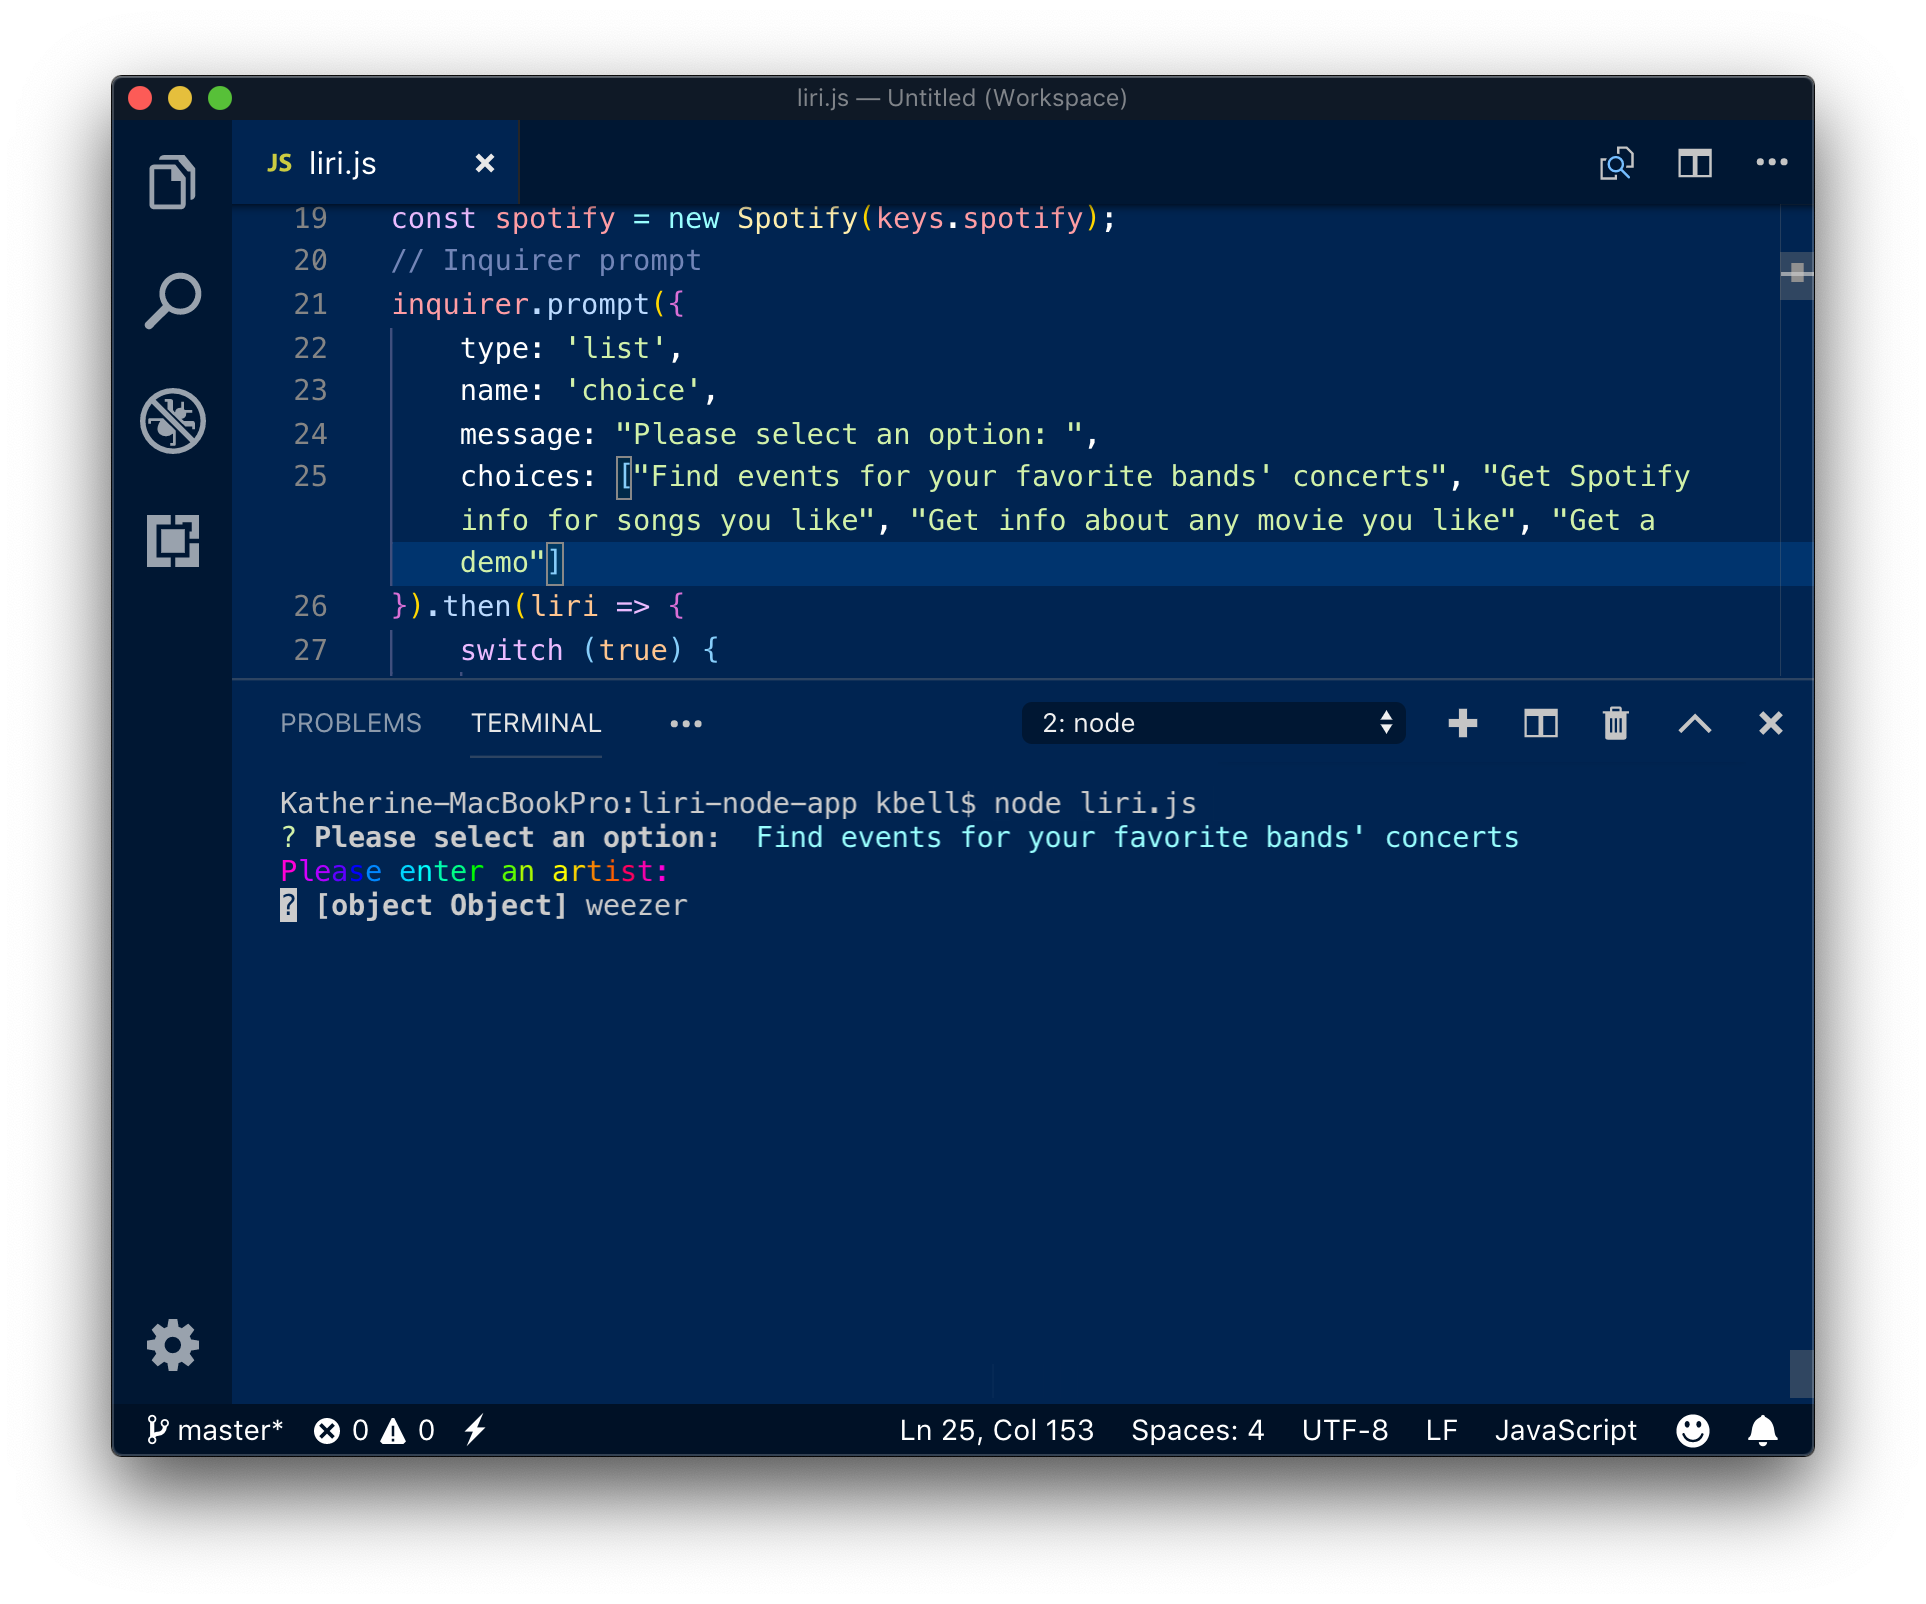 liri.js — Untitled (Workspace)
JS liri.js
19 const spotify = new Spotify(keys.spotify);
20 // Inquirer prompt
21 inquirer.prompt({
22 type: 'list',
23 name: 'choice',
24 message: "Please select an option: ",
25 choices: ["Find events for your favorite bands' concerts", "Get Spotify
info for songs you like", "Get info about any movie you like", "Get a
demo"]
26 }).then(liri => {
27 switch (true) {
PROBLEMS TERMINAL ••• 2: node
Katherine-MacBookPro:liri-node-app kbell$ node liri.js
? Please select an option:  Find events for your favorite bands' concerts
Please enter an artist:
? [object Object] weezer
master* 0 0 Ln 25, Col 153 Spaces: 4 UTF-8 LF JavaScript